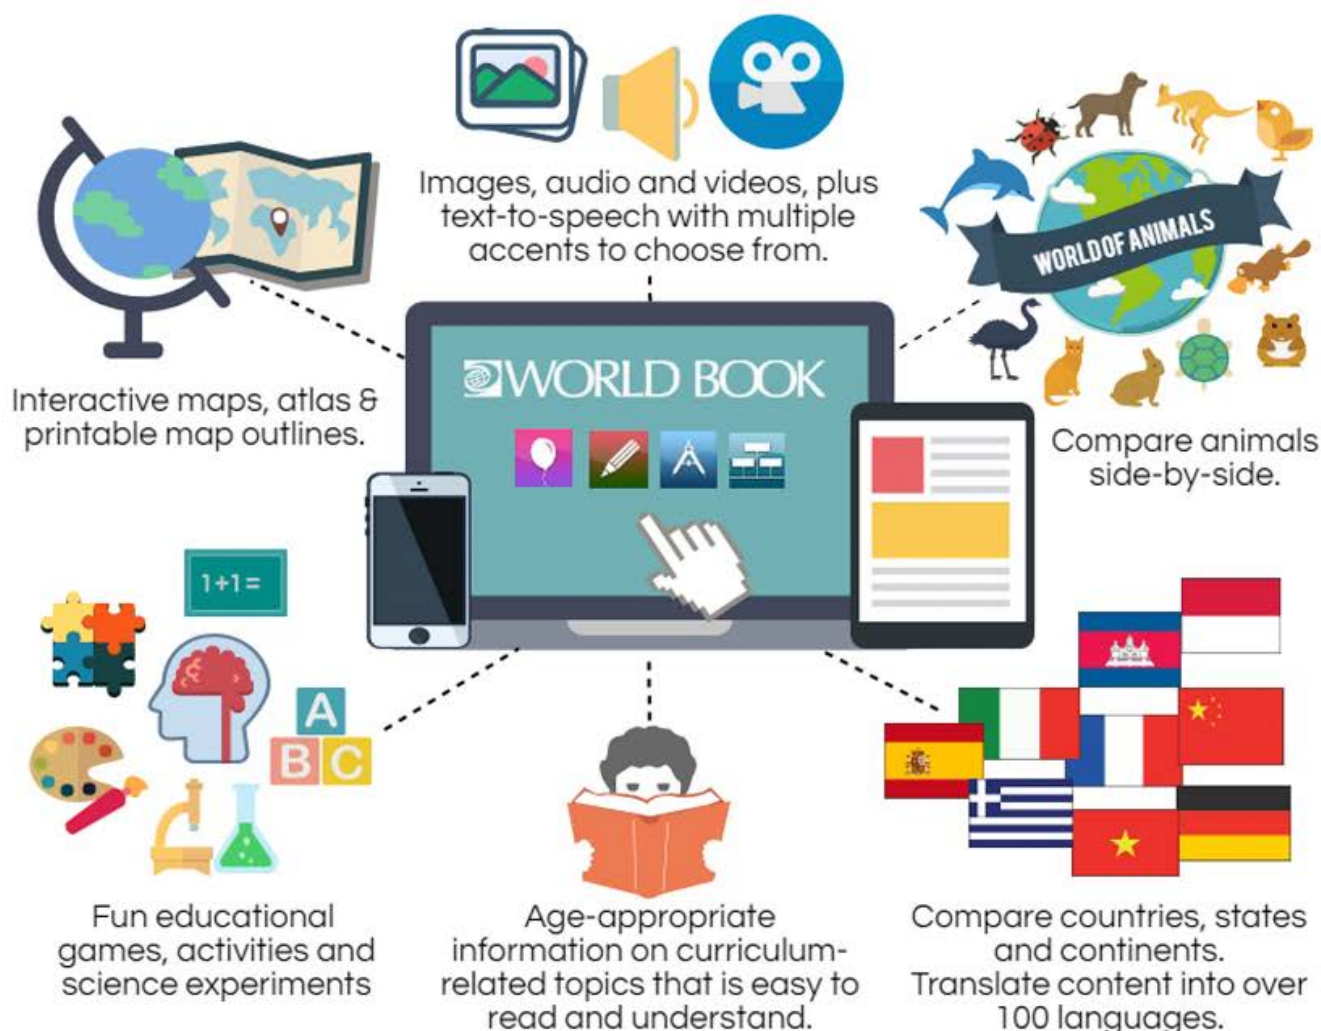 Images, audio and videos, plus
text-to-speech with multiple
accents to choose from.
WORLD OF ANIMALS
Interactive maps, atlas &
printable map outlines.
WORLD BOOK
Compare animals
side-by-side.
1+1=
A
B C
Fun educational
games, activities and
science experiments
Age-appropriate
information on curriculum-
related topics that is easy to
read and understand.
Compare countries, states
and continents.
Translate content into over
100 languages.